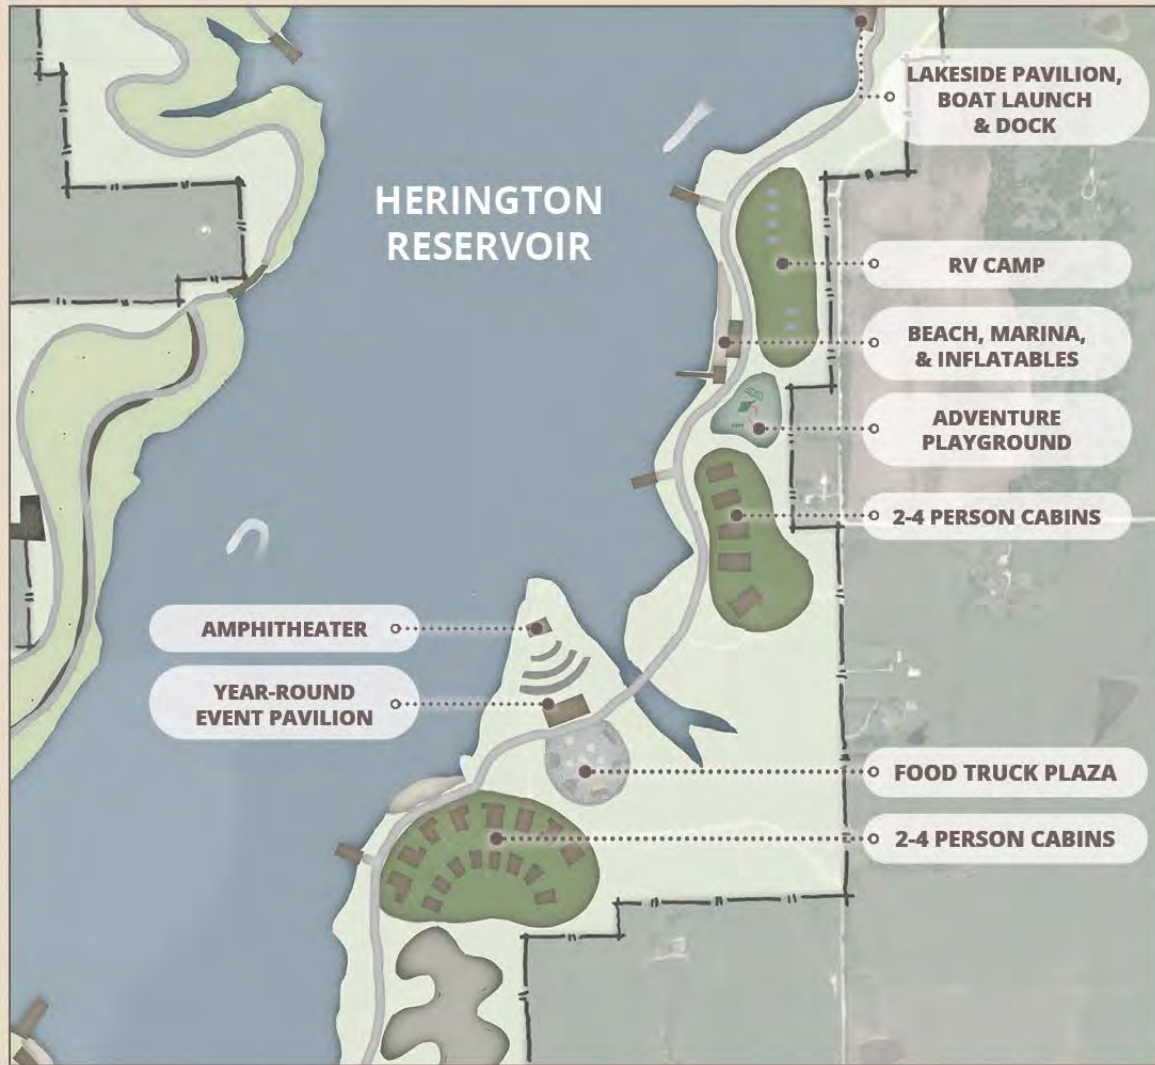 LAKESIDE PAVILION,
BOAT LAUNCH
& DOCK
HERINGTON
RESERVOIR
RV CAMP
BEACH, MARINA,
& INFLATABLES
ADVENTURE
PLAYGROUND
2-4 PERSON CABINS
AMPHITHEATER
YEAR-ROUND
EVENT PAVILION
FOOD TRUCK PLAZA
2-4 PERSON CABINS